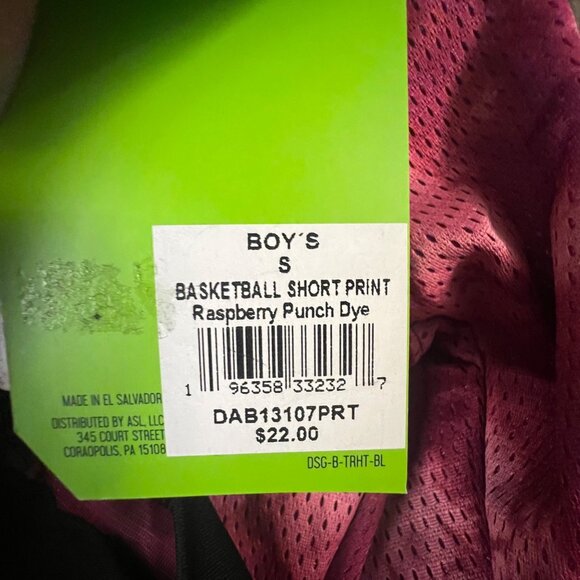 BOY´S
S
BASKETBALL SHORT PRINT
Raspberry Punch Dye
1 96358 33232 7
DAB13107PRT
$22.00
MADE IN EL SALVADOR
DISTRIBUTED BY ASL, LLC
345 COURT STREET
CORAOPOLIS, PA 15108
DSG-B-TRHT-BL